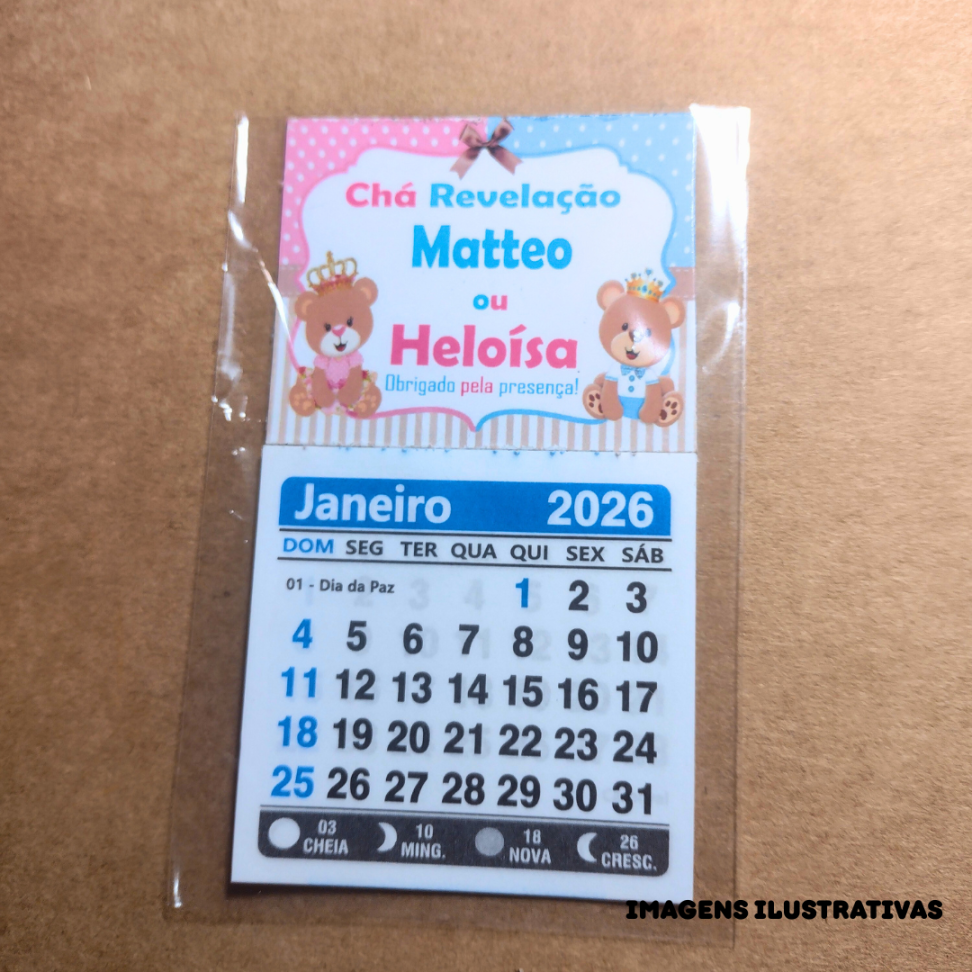 Chá Revelação
Matteo
ou
Heloísa
Obrigado pela presença!
Janeiro 2026
DOM SEG TER QUA QUI SEX SÁB
01 - Dia da Paz 1 2 3
4 5 6 7 8 9 10
11 12 13 14 15 16 17
18 19 20 21 22 23 24
25 26 27 28 29 30 31
03 10 18 26
CHEIA MING. NOVA CRESC.
IMAGENS ILUSTRATIVAS